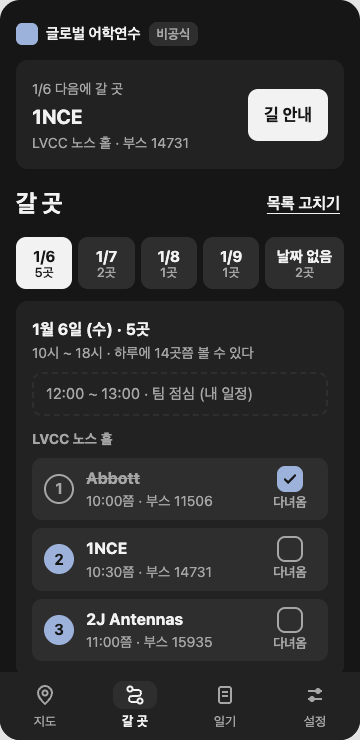 글로벌 어학연수 비공식
1/6 다음에 갈 곳
1NCE
LVCC 노스 홀 · 부스 14731
길 안내
갈 곳
목록 고치기
1/6
5곳
1/7
2곳
1/8
1곳
1/9
1곳
날짜 없음
2곳
1월 6일 (수) · 5곳
10시 ~ 18시 · 하루에 14곳쯤 볼 수 있다
12:00 ~ 13:00 · 팀 점심 (내 일정)
LVCC 노스 홀
1
Abbott
10:00쯤 · 부스 11506
다녀옴
2
1NCE
10:30쯤 · 부스 14731
다녀옴
3
2J Antennas
11:00쯤 · 부스 15935
다녀옴
지도
갈 곳
일기
설정